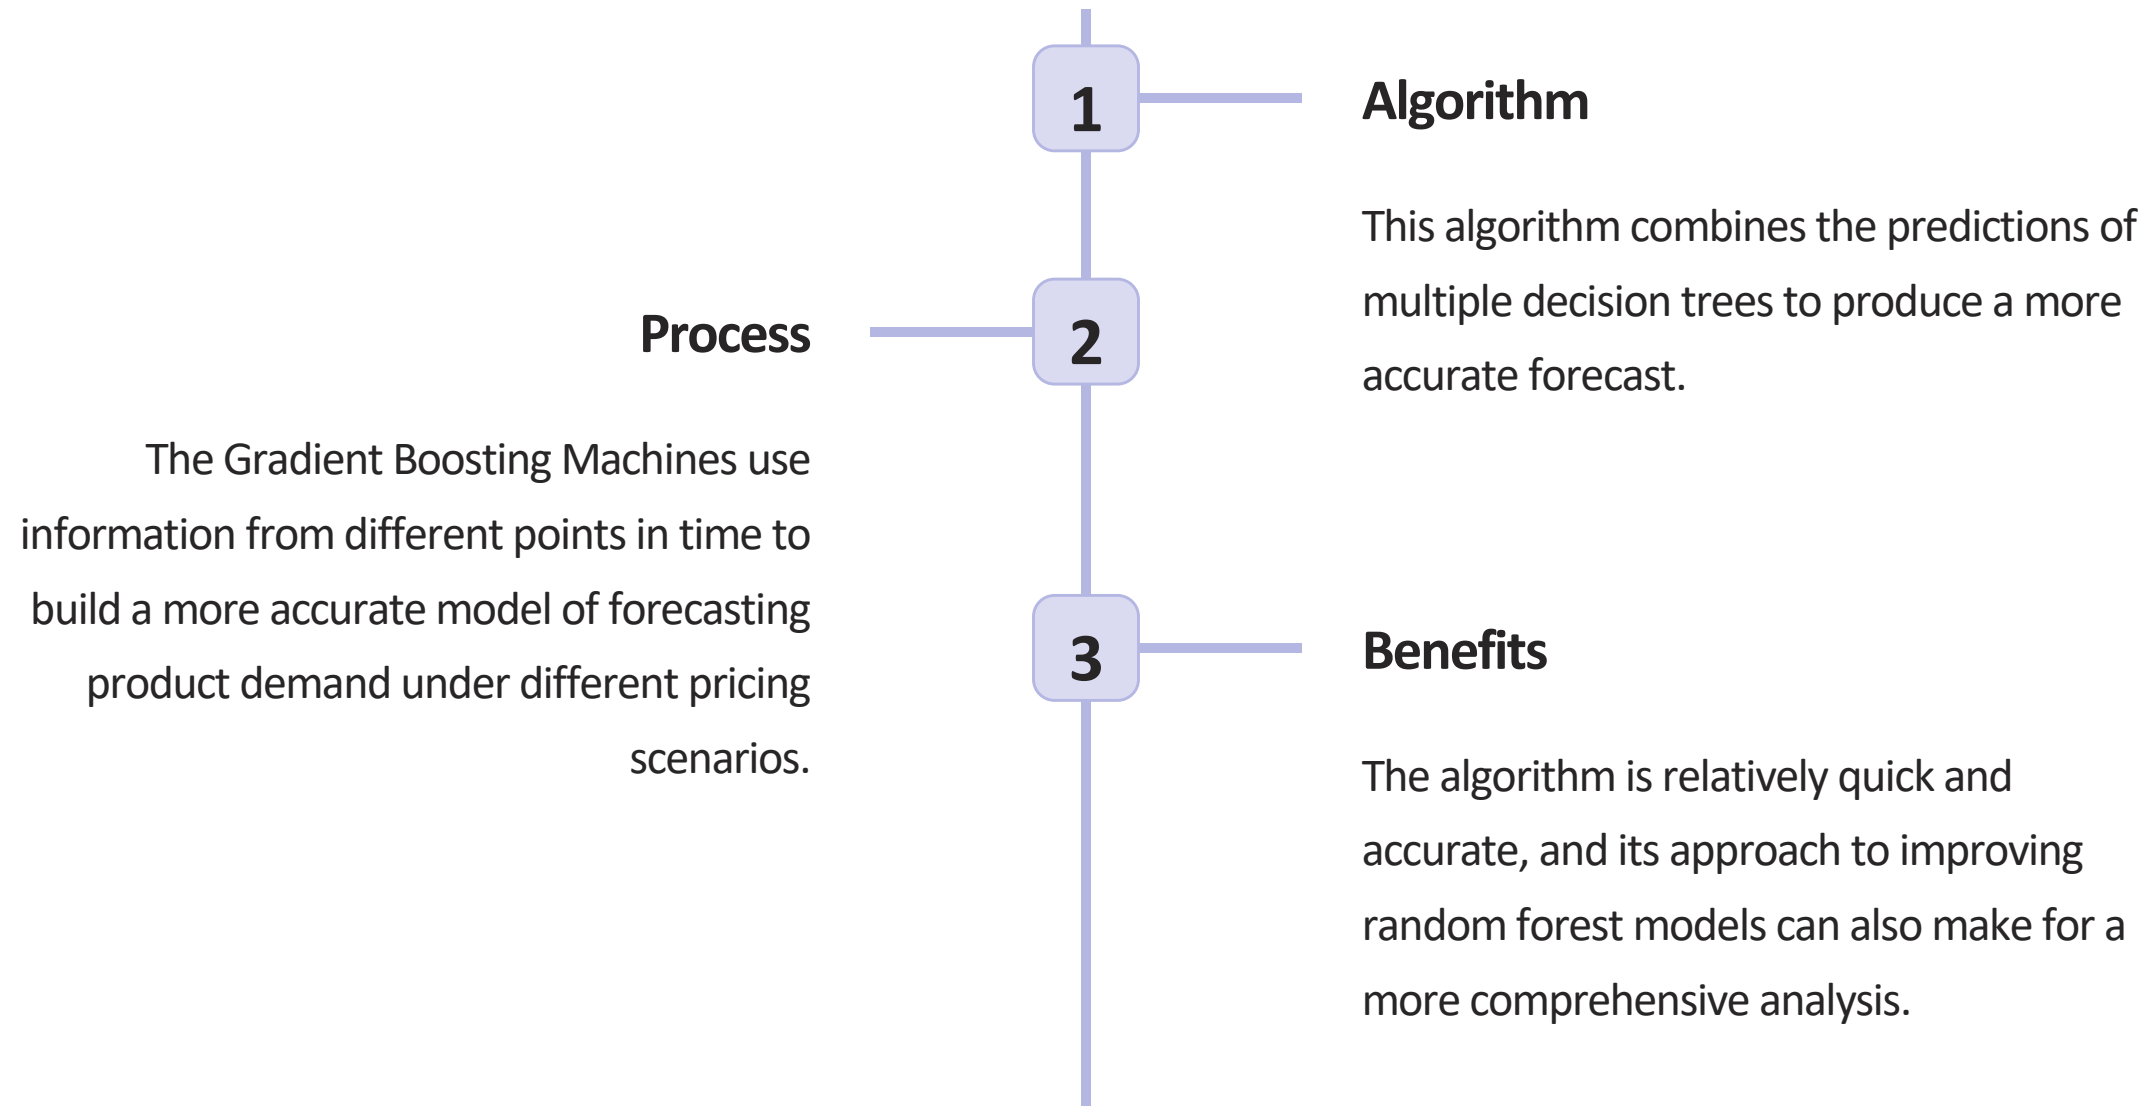 1
Algorithm
This algorithm combines the predictions of
multiple decision trees to produce a more
accurate forecast.
2
Process
The Gradient Boosting Machines use
information from different points in time to
build a more accurate model of forecasting
product demand under different pricing
scenarios.
3
Benefits
The algorithm is relatively quick and
accurate, and its approach to improving
random forest models can also make for a
more comprehensive analysis.